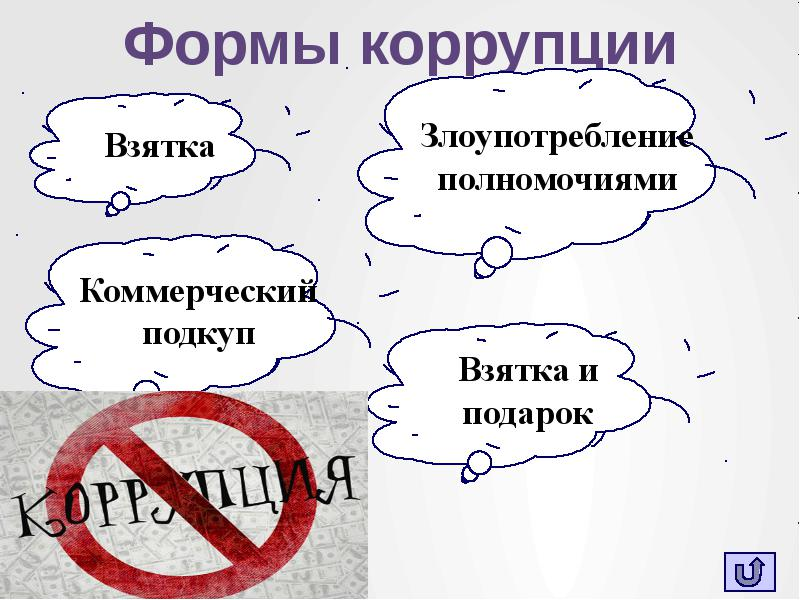 Формы коррупции
Взятка
Злоупотребление
полномочиями
Коммерческий
подкуп
Взятка и
подарок
КОРРУПЦИЯ